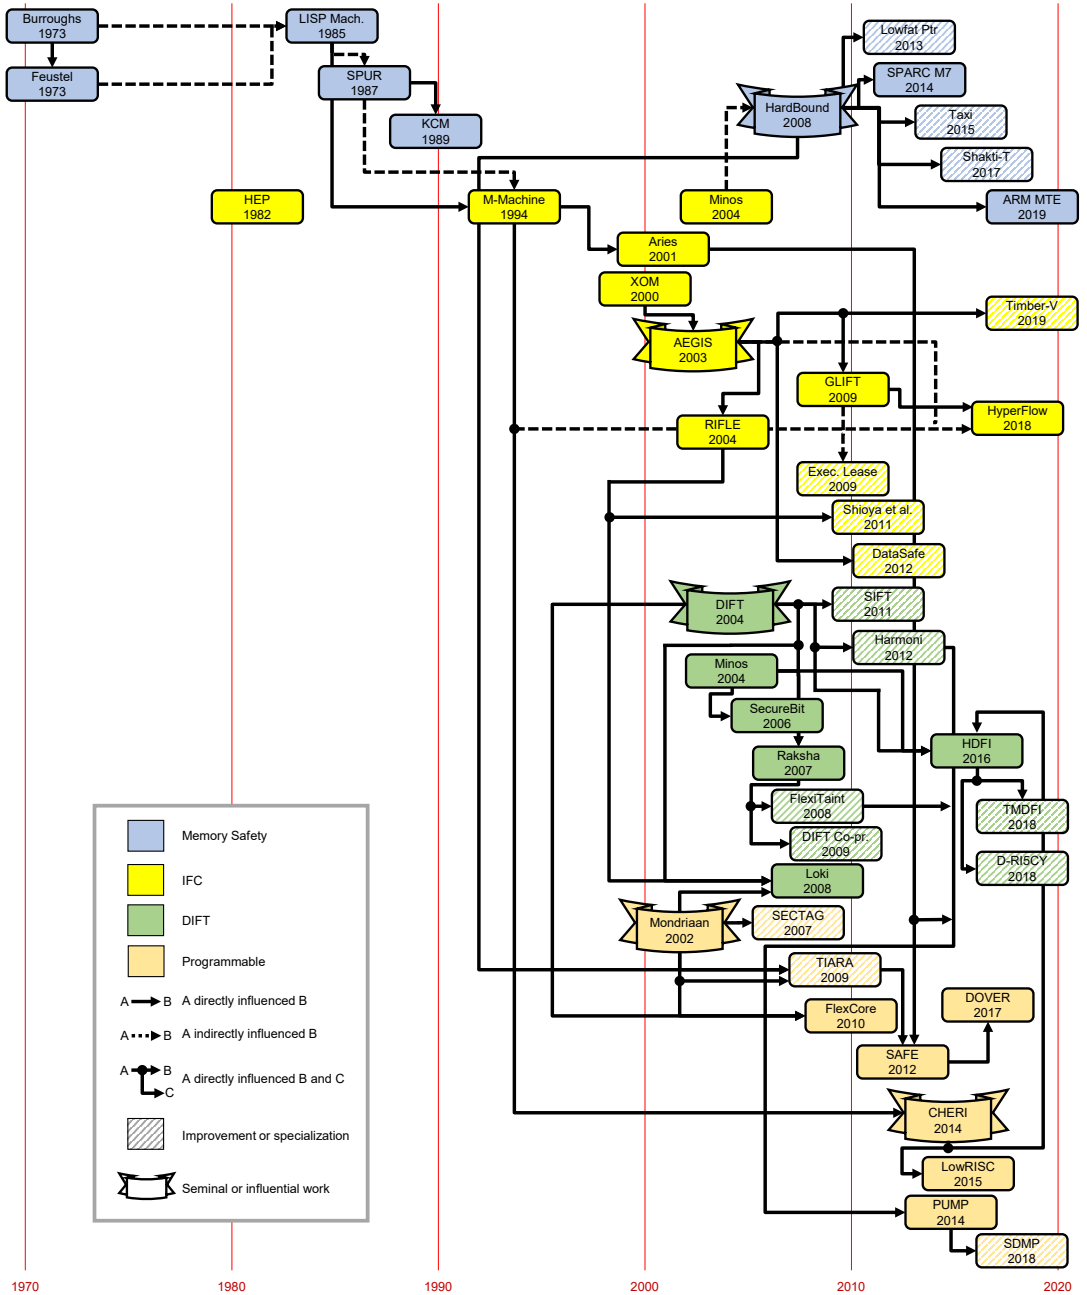 Burroughs
1973
LISP Mach.
1985
Lowfat Ptr
2013
Feustel
1973
SPUR
1987
SPARC M7
2014
HardBound
2008
KCM
1989
Taxi
2015
Shakti-T
2017
HEP
1982
M-Machine
1994
Minos
2004
ARM MTE
2019
Aries
2001
XOM
2000
Timber-V
2019
AEGIS
2003
GLIFT
2009
HyperFlow
2018
RIFLE
2004
Exec. Lease
2009
Shioya et al.
2011
DataSafe
2012
DIFT
2004
SIFT
2011
Harmoni
2012
Minos
2004
SecureBit
2006
HDFI
2016
Raksha
2007
FlexiTaint
2008
TMDFI
2018
DIFT Co-pr.
2009
D-RI5CY
2018
Loki
2008
Mondriaan
2002
SECTAG
2007
TIARA
2009
DOVER
2017
FlexCore
2010
SAFE
2012
CHERI
2014
LowRISC
2015
PUMP
2014
SDMP
2018
Memory Safety
IFC
DIFT
Programmable
A B A directly influenced B
A B A indirectly influenced B
A B
C
A directly influenced B and C
Improvement or specialization
Seminal or influential work
1970 1980 1990 2000 2010 2020